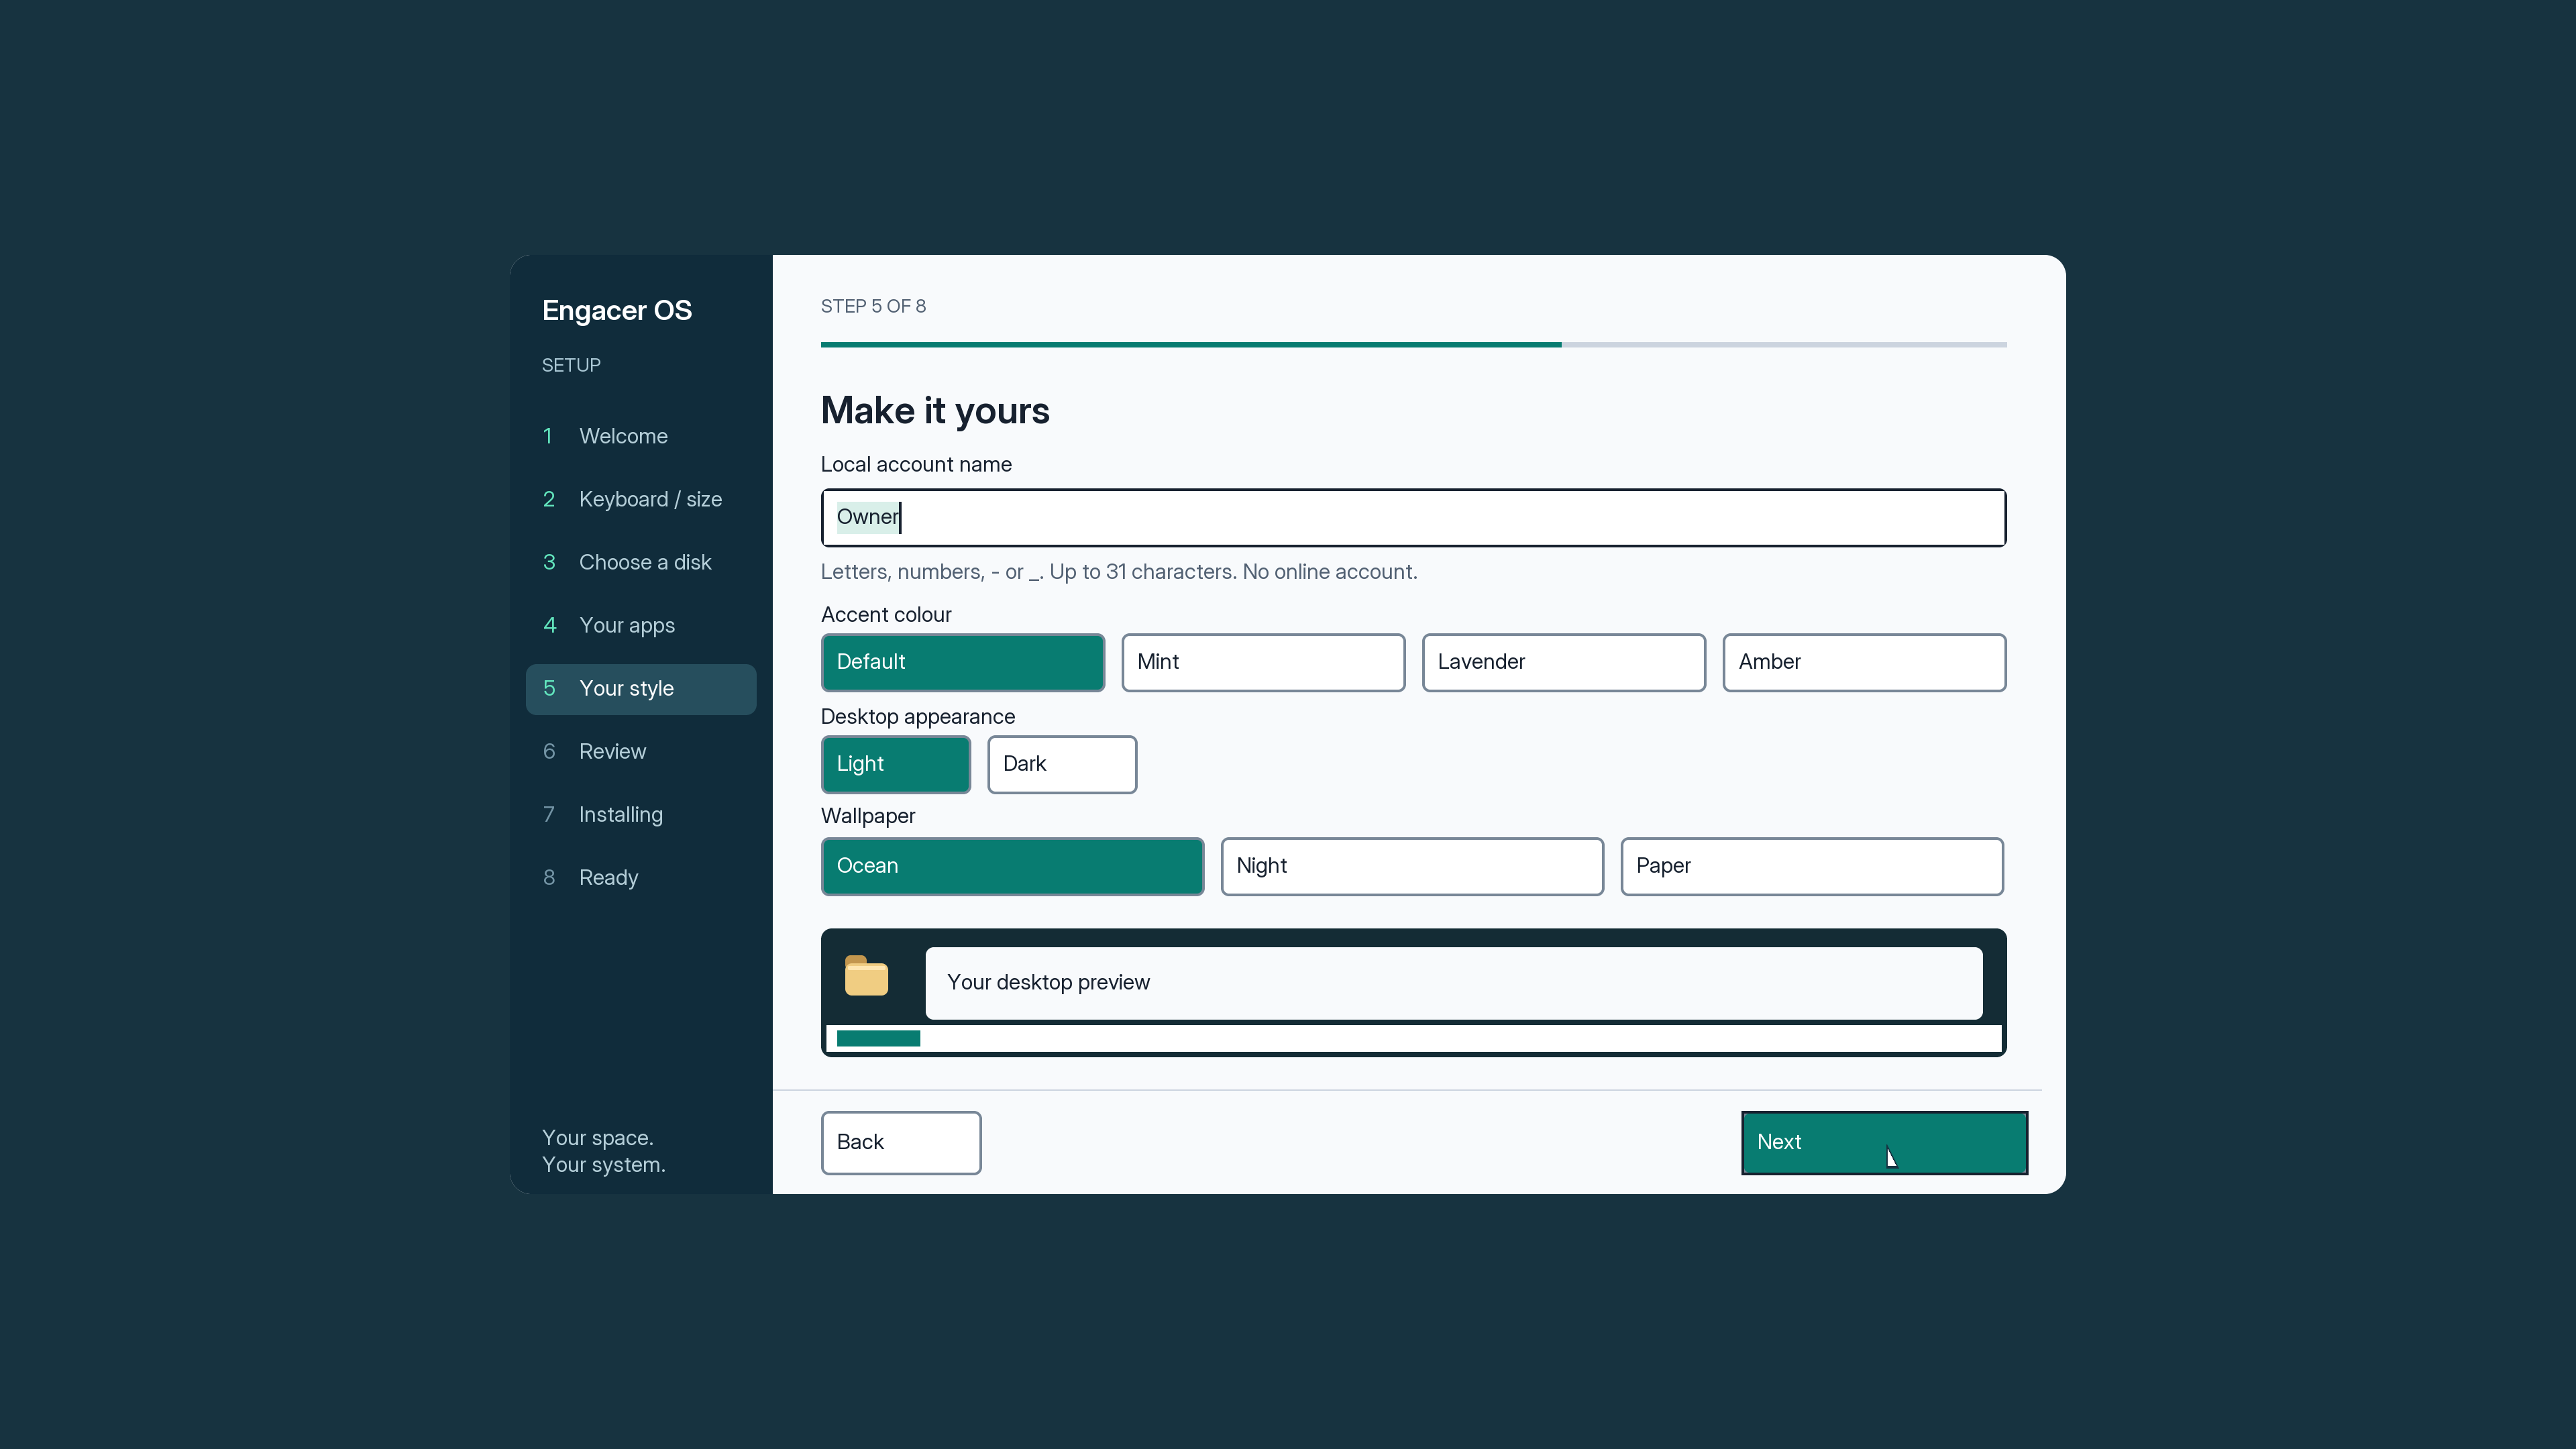 Engacer OS
SETUP
1 Welcome
2 Keyboard / size
3 Choose a disk
4 Your apps
5 Your style
6 Review
7 Installing
8 Ready
Your space.
Your system.
STEP 5 OF 8
Make it yours
Local account name
Owner
Letters, numbers, - or _. Up to 31 characters. No online account.
Accent colour
Default Mint Lavender Amber
Desktop appearance
Light Dark
Wallpaper
Ocean Night Paper
Your desktop preview
Back Next